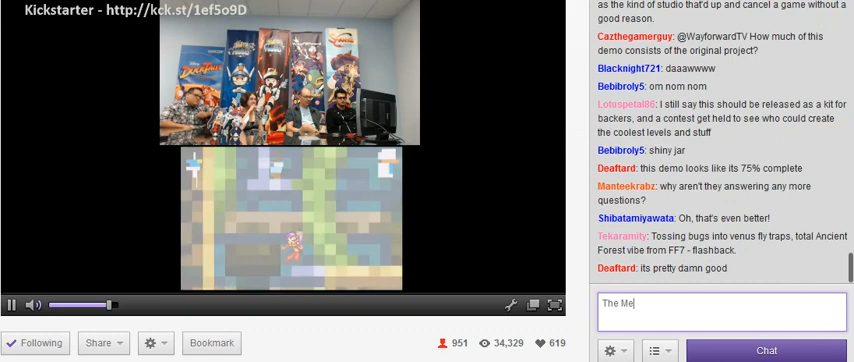 Kickstarter - http://kck.st/1ef5o9D
DUCKTALES
Following
Share
Bookmark
951
34,329
619
as the kind of studio that'd up and cancel a game without a
good reason.
Cazthegamerguy: @WayforwardTV How much of this
demo consists of the original project?
Blacknight721: daaawwww
Bebibroly5: om nom nom
Lotuspetal86: I still say this should be released as a kit for
backers, and a contest get held to see who could create
the coolest levels and stuff
Bebibroly5: shiny jar
Deaftard: this demo looks like its 75% complete
Manteekrabz: why aren't they answering any more
questions?
Shibatamiyawata: Oh, that's even better!
Tekaramity: Tossing bugs into venus fly traps, total Ancient
Forest vibe from FF7 - flashback.
Deaftard: its pretty damn good
The Me
Chat